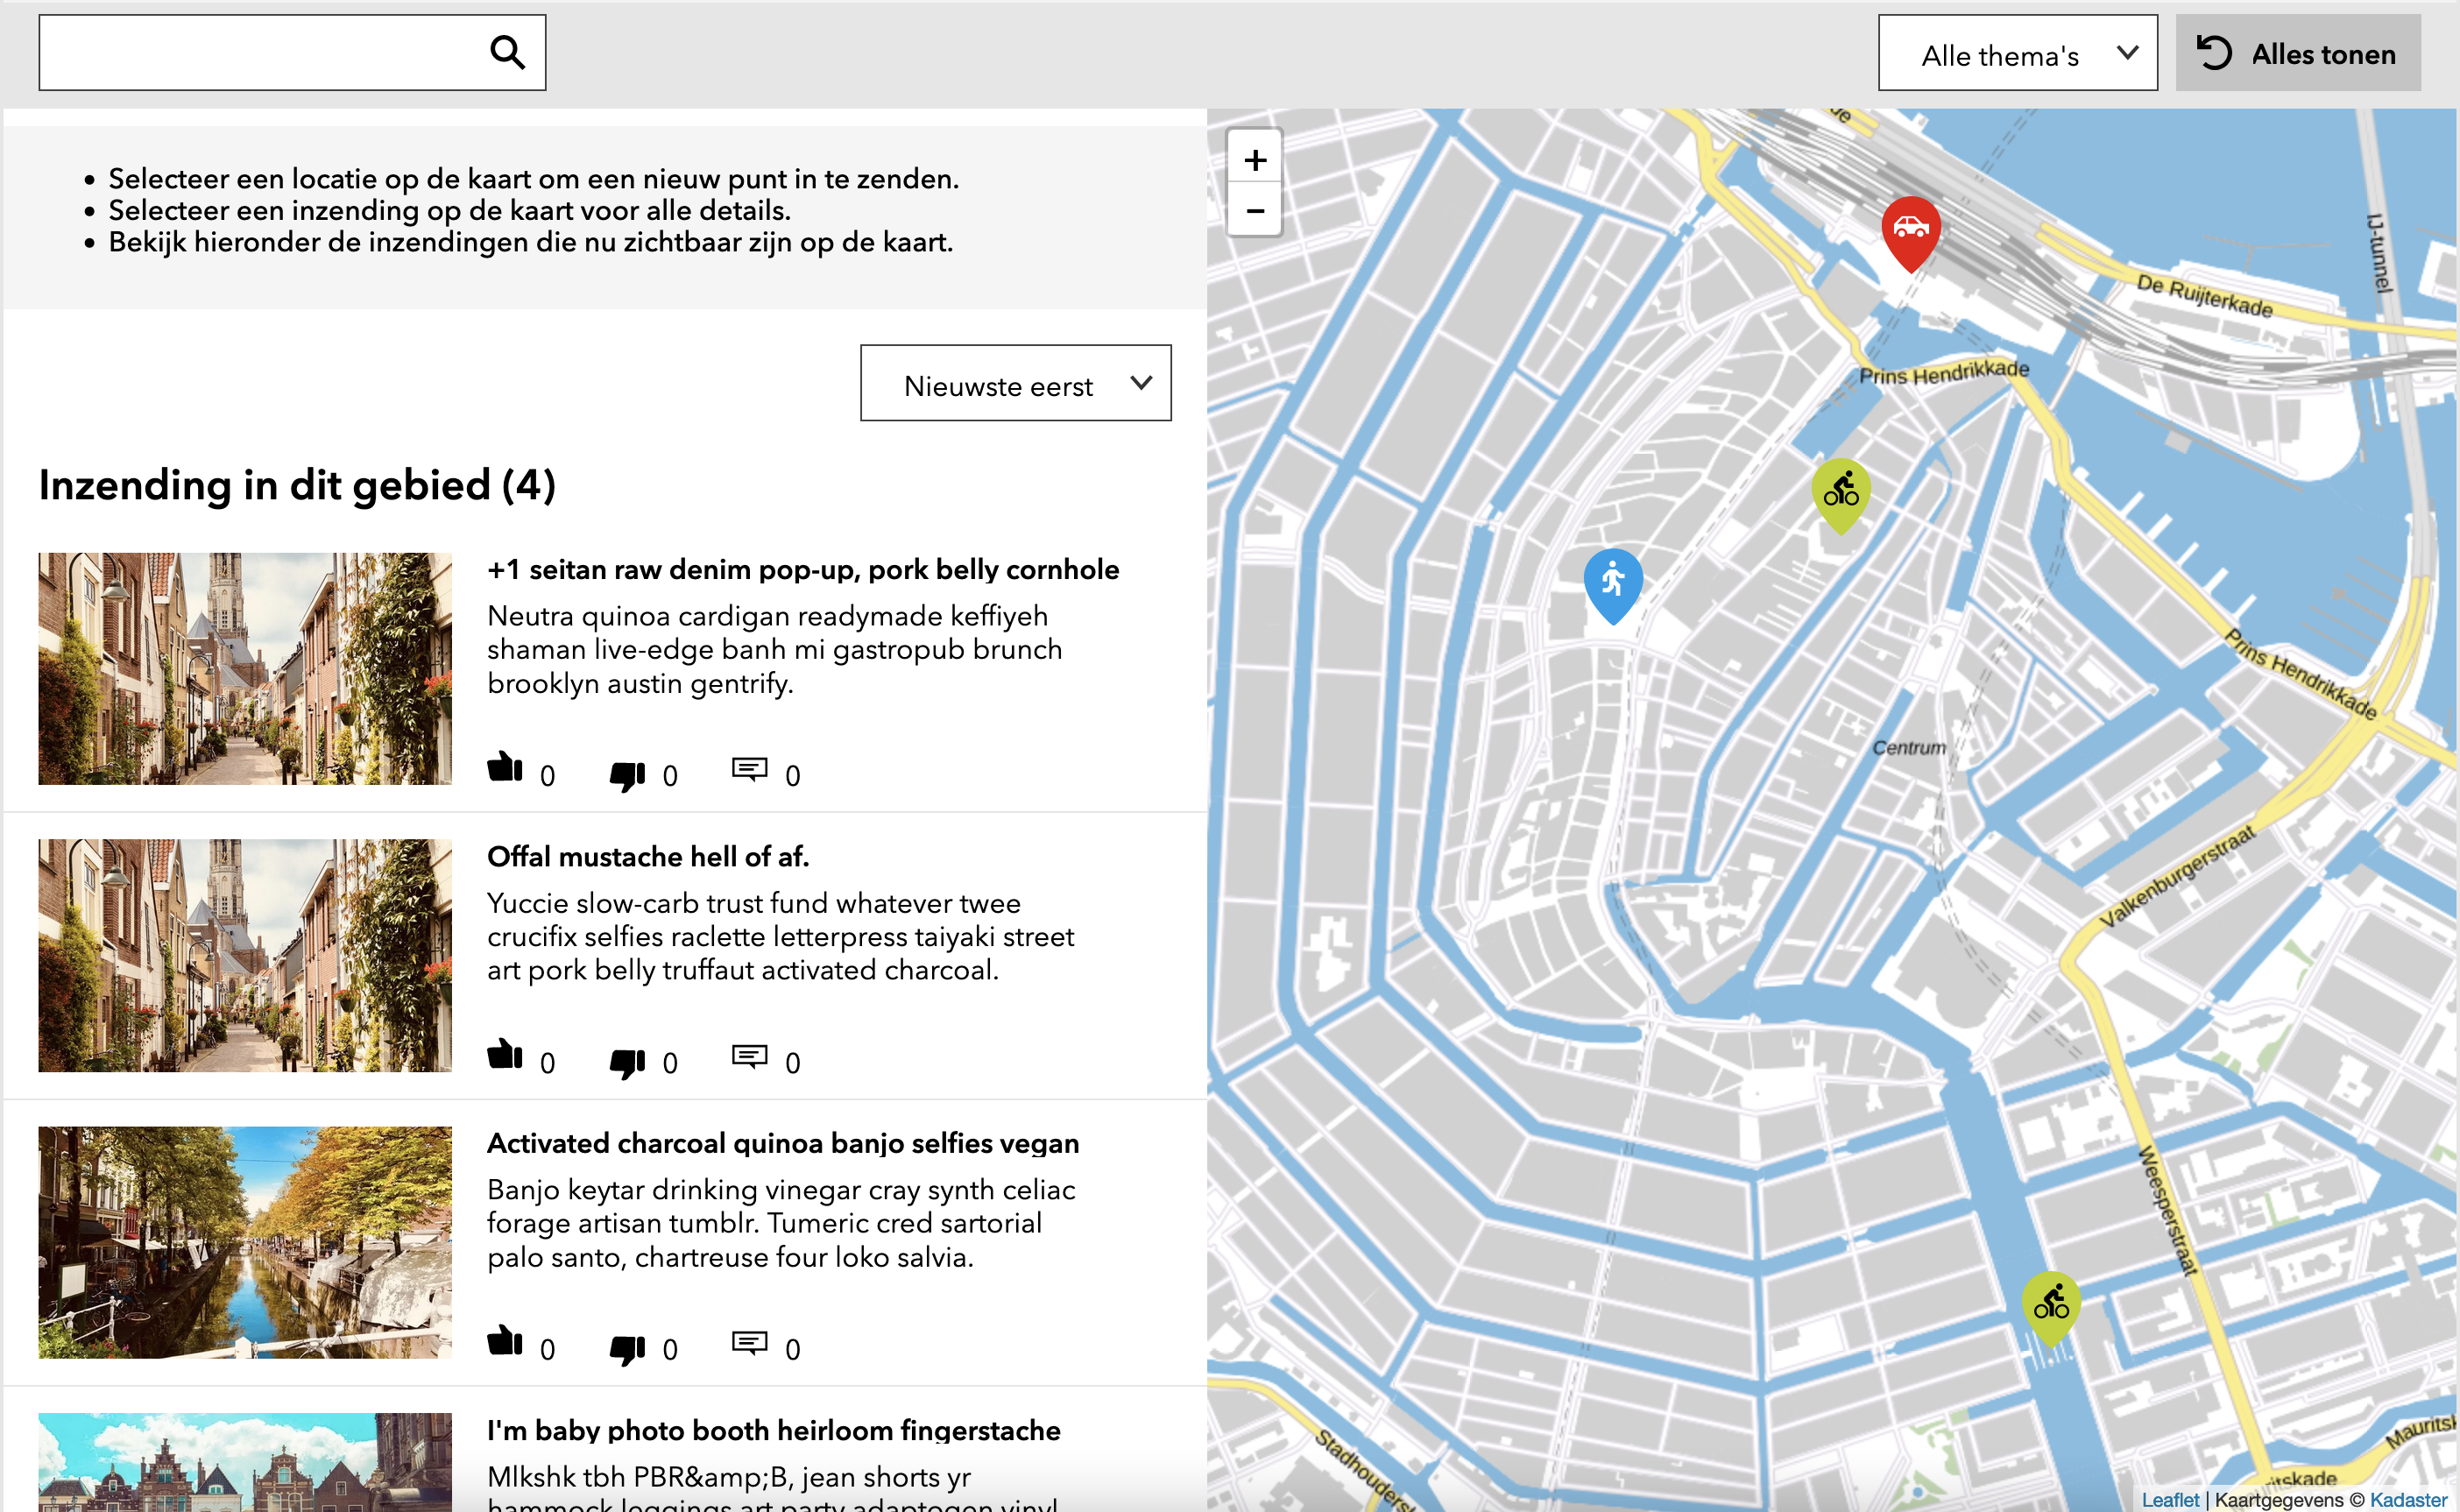 Alle thema's
Alles tonen
Selecteer een locatie op de kaart om een nieuw punt in te zenden.
Selecteer een inzending op de kaart voor alle details.
Bekijk hieronder de inzendingen die nu zichtbaar zijn op de kaart.
Nieuwste eerst
Inzending in dit gebied (4)
+1 seitan raw denim pop-up, pork belly cornhole
Neutra quinoa cardigan readymade keffiyeh
shaman live-edge banh mi gastropub brunch
brooklyn austin gentrify.
0 0 0
Offal mustache hell of af.
Yuccie slow-carb trust fund whatever twee
crucifix selfies raclette letterpress taiyaki street
art pork belly truffaut activated charcoal.
0 0 0
Activated charcoal quinoa banjo selfies vegan
Banjo keytar drinking vinegar cray synth celiac
forage artisan tumblr. Tumeric cred sartorial
palo santo, chartreuse four loko salvia.
0 0 0
I'm baby photo booth heirloom fingerstache
Mlkshk tbh PBR&amp;B, jean shorts yr
hammock leggings art party adaptogen vinyl
+
−
IJ-tunnel
De Ruijterkade
Prins Hendrikkade
Prins Hendrikkade
Centrum
Valkenburgerstraat
Weesperstraat
Leaflet | Kaartgegevens © Kadaster